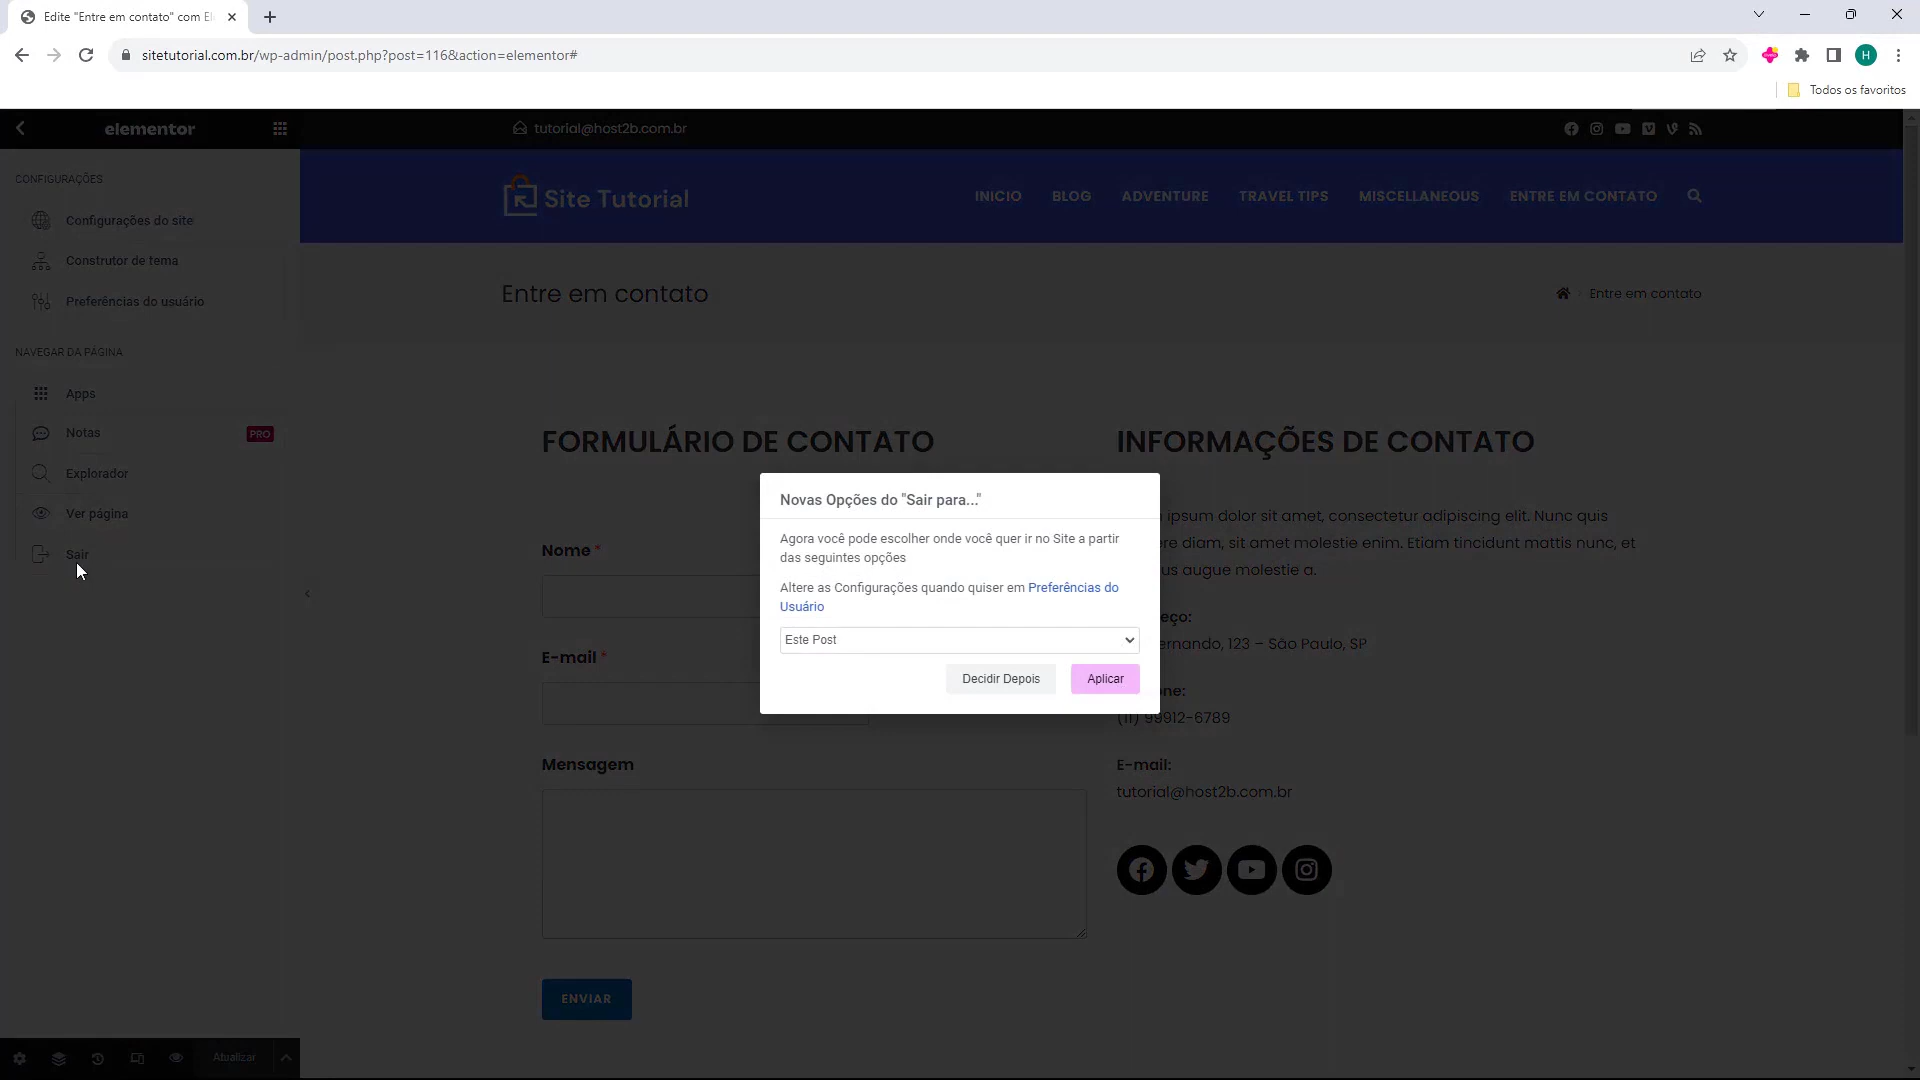 Edite "Entre em contato" com El
sitetutorial.com.br/wp-admin/post.php?post=116&action=elementor#
H
Todos os favoritos
elementor
tutorial@host2b.com.br
CONFIGURAÇÕES
Configurações do site
Construtor de tema
Preferências do usuário
NAVEGAR DA PÁGINA
Apps
Notas
PRO
Explorador
Ver página
Sair
Atualizar
Site Tutorial
INICIO
BLOG
ADVENTURE
TRAVEL TIPS
MISCELLANEOUS
ENTRE EM CONTATO
Entre em contato
Entre em contato
FORMULÁRIO DE CONTATO
Nome *
E-mail *
Mensagem
ENVIAR
INFORMAÇÕES DE CONTATO
ipsum dolor sit amet, consectetur adipiscing elit. Nunc quis
ere diam, sit amet molestie enim. Etiam tincidunt mattis nunc, et
us augue molestie a.
eço:
ernando, 123 – São Paulo, SP
ne:
(11) 99912-6789
E-mail:
tutorial@host2b.com.br
Novas Opções do "Sair para..."
Agora você pode escolher onde você quer ir no Site a partir
das seguintes opções
Altere as Configurações quando quiser em Preferências do
Usuário
Este Post
Decidir Depois
Aplicar